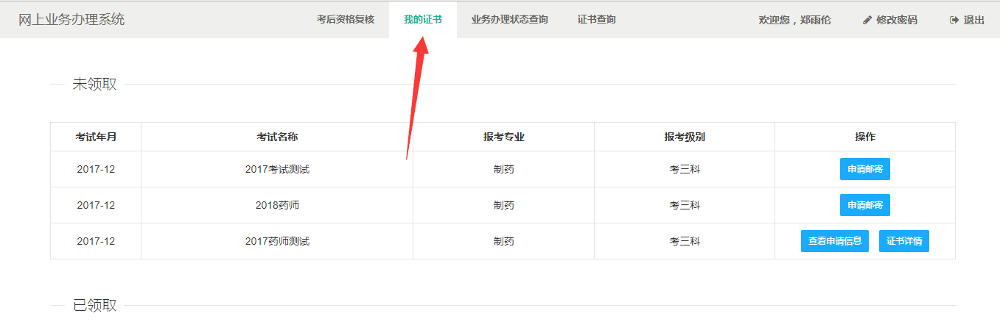 网上业务办理系统 考后资格复核 我的证书 业务办理状态查询 证书查询 欢迎您，郑雨伦 修改密码 退出
未领取
考试年月 考试名称 报考专业 报考级别 操作
2017-12 2017考试测试 制药 考三科 申请邮寄
2017-12 2018药师 制药 考三科 申请邮寄
2017-12 2017药师测试 制药 考三科 查看申请信息 证书详情
已领取